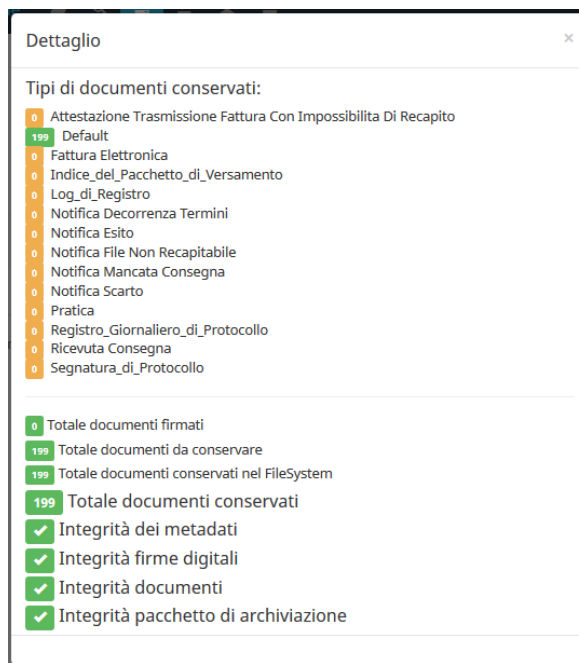 Dettaglio ×
Tipi di documenti conservati:
0 Attestazione Trasmissione Fattura Con Impossibilita Di Recapito
199 Default
0 Fattura Elettronica
0 Indice_del_Pacchetto_di_Versamento
0 Log_di_Registro
0 Notifica Decorrenza Termini
0 Notifica Esito
0 Notifica File Non Recapitabile
0 Notifica Mancata Consegna
0 Notifica Scarto
0 Pratica
0 Registro_Giornaliero_di_Protocollo
0 Ricevuta Consegna
0 Segnatura_di_Protocollo
0 Totale documenti firmati
199 Totale documenti da conservare
199 Totale documenti conservati nel FileSystem
199 Totale documenti conservati
✓ Integrità dei metadati
✓ Integrità firme digitali
✓ Integrità documenti
✓ Integrità pacchetto di archiviazione